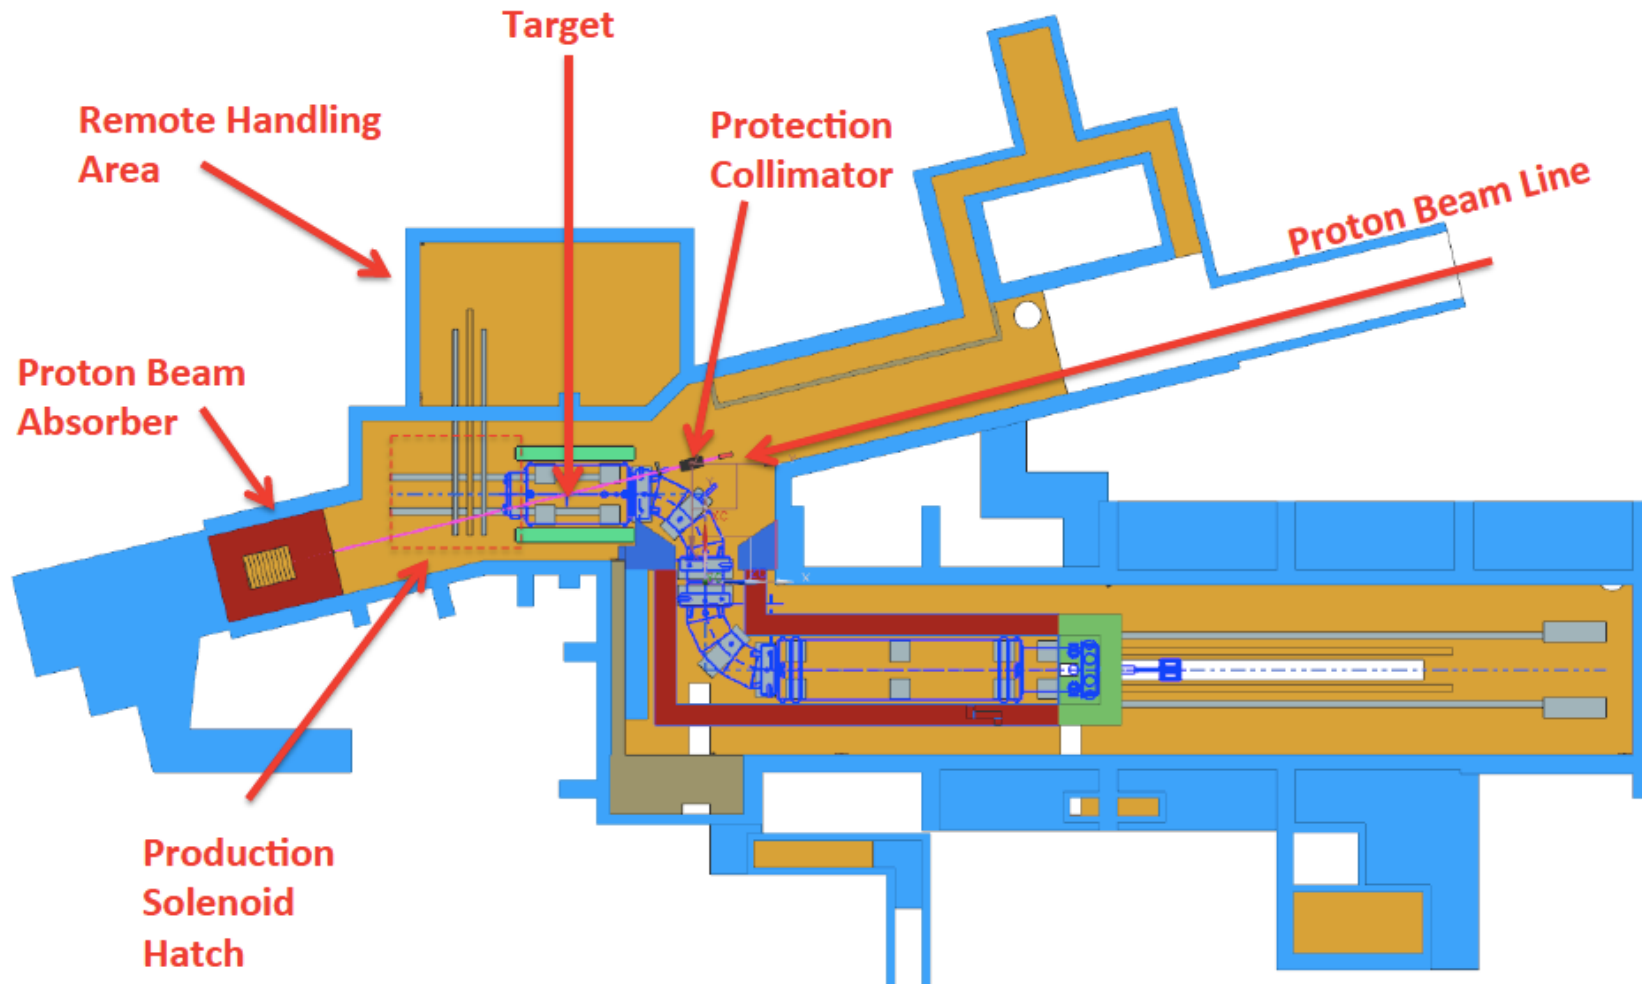 Target
Remote Handling
Area
Protection
Collimator
Proton Beam Line
Proton Beam
Absorber
X
Production
Solenoid
Hatch